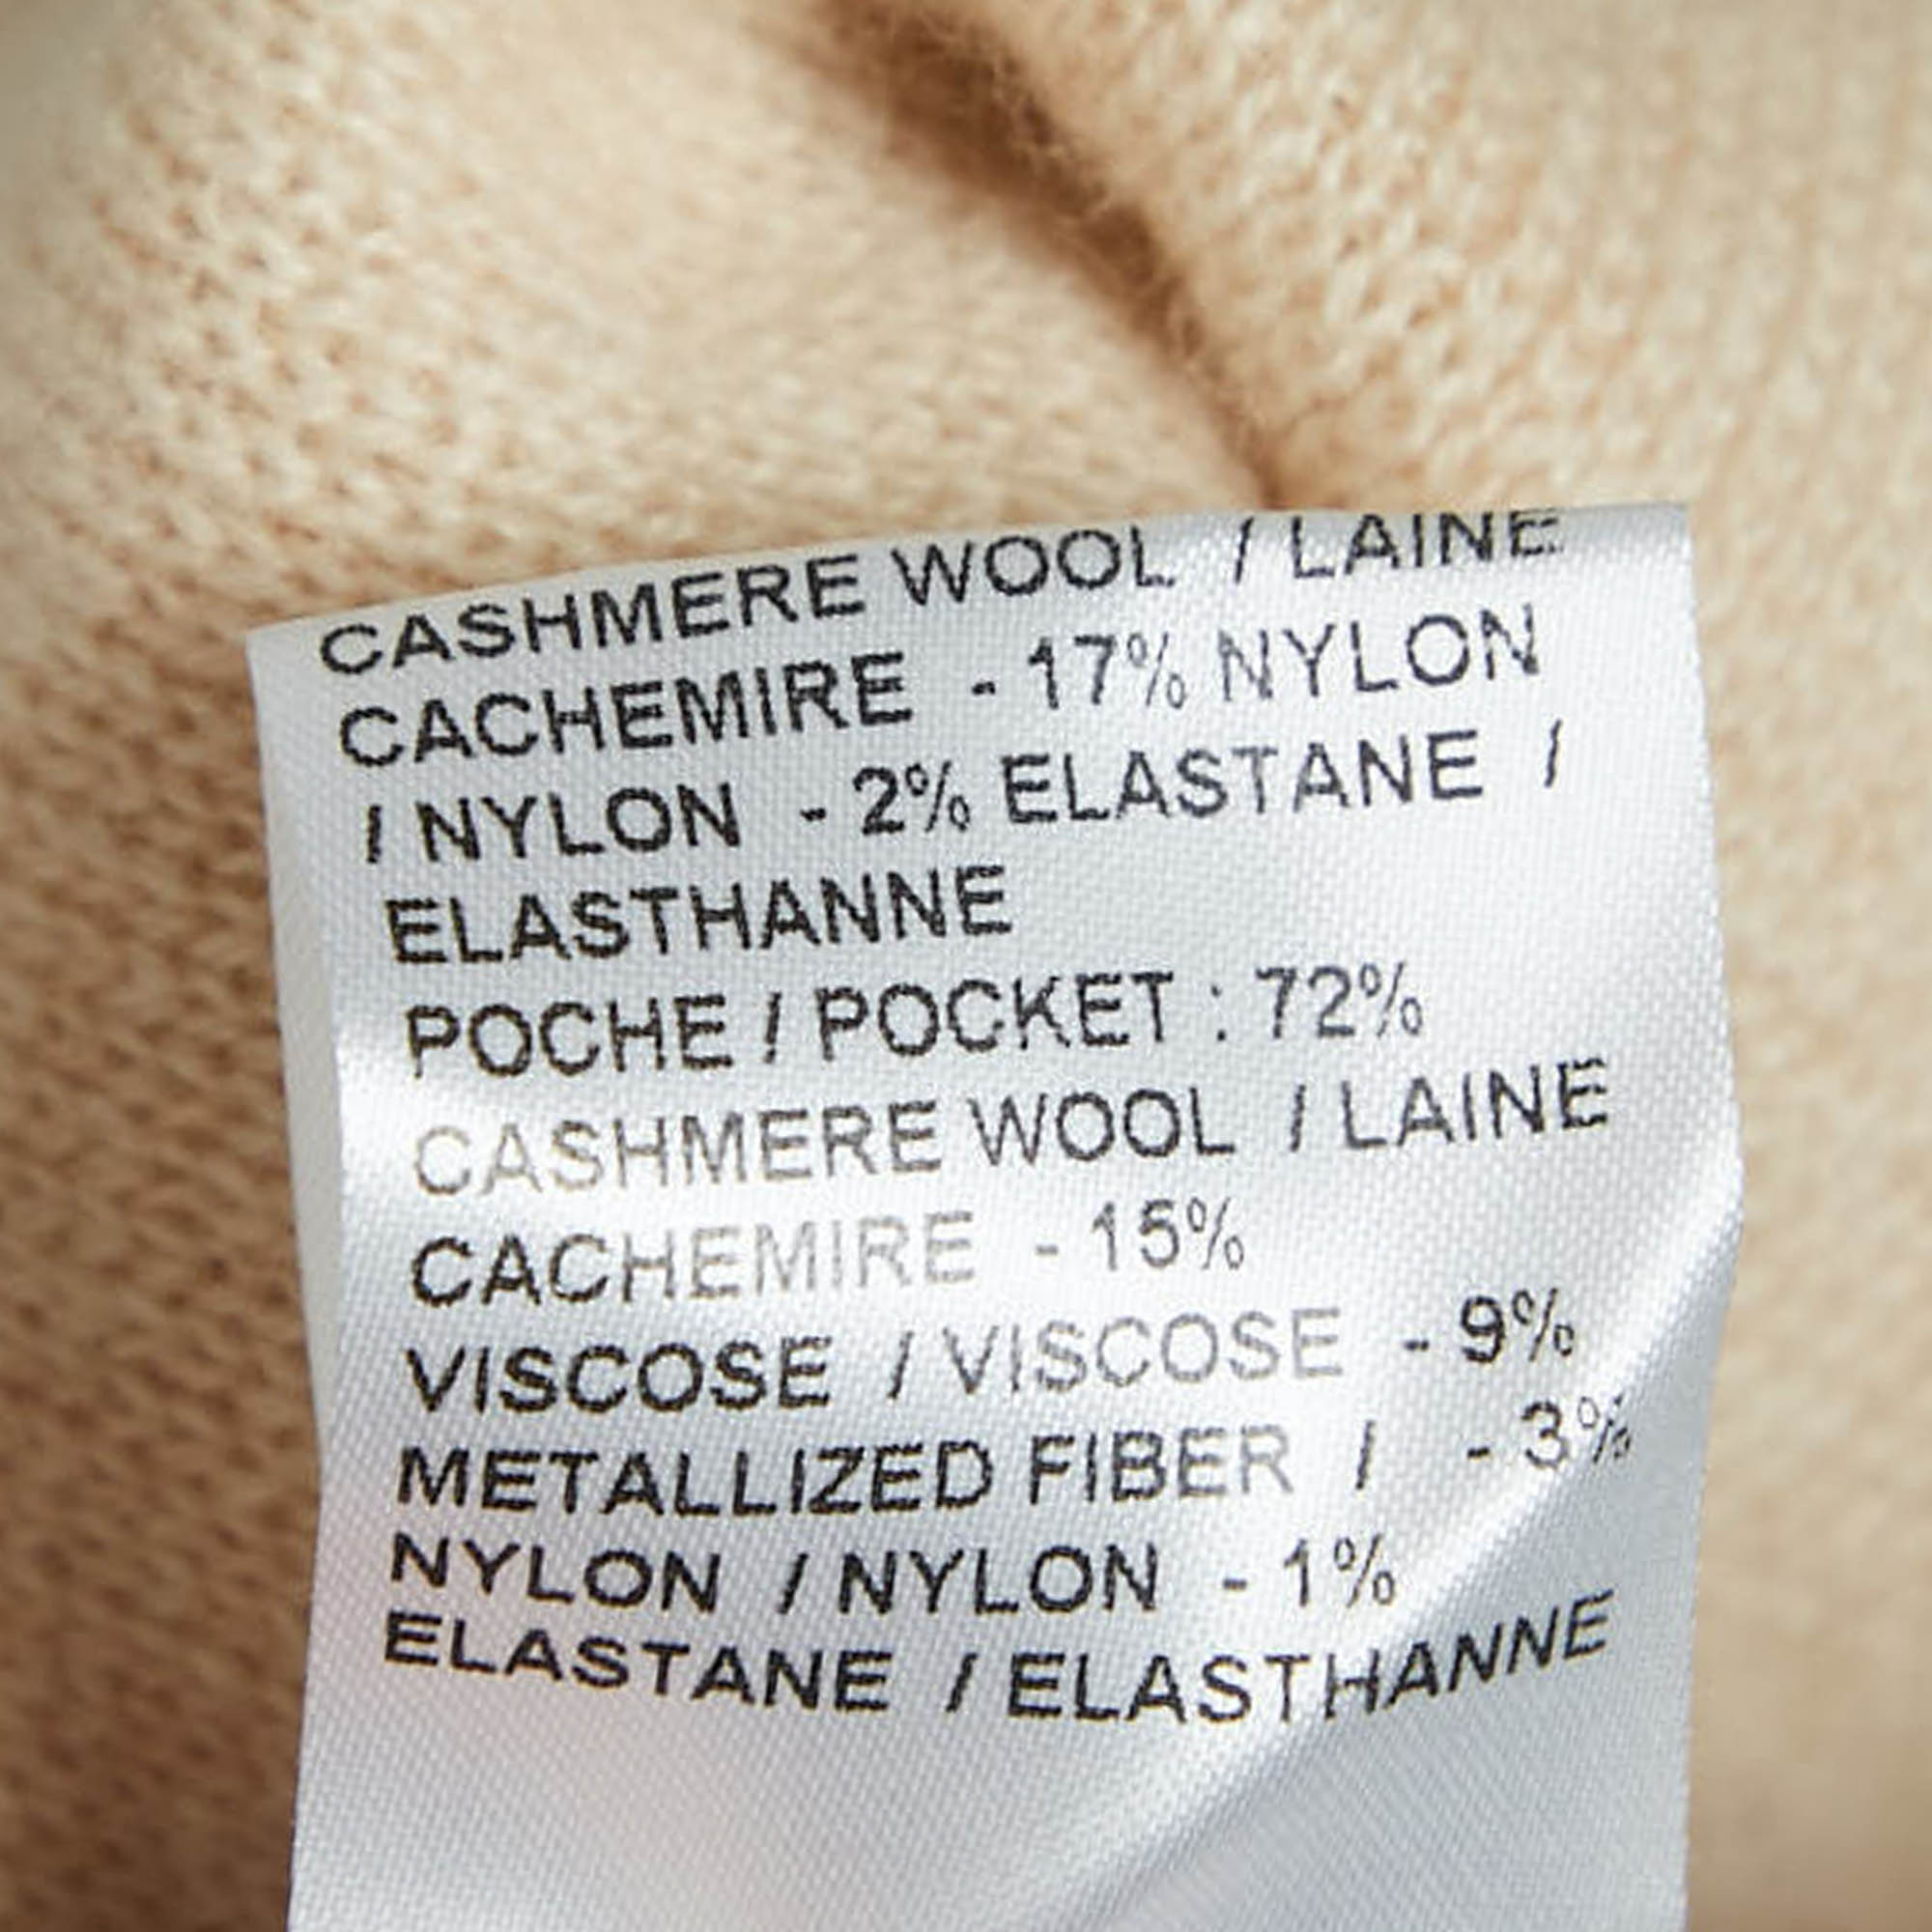 CASHMERE WOOL / LAINE
CACHEMIRE - 17% NYLON
/ NYLON - 2% ELASTANE /
ELASTHANNE
POCHE / POCKET : 72%
CASHMERE WOOL / LAINE
CACHEMIRE - 15%
VISCOSE / VISCOSE - 9%
METALLIZED FIBER / - 3%
NYLON / NYLON - 1%
ELASTANE / ELASTHANNE